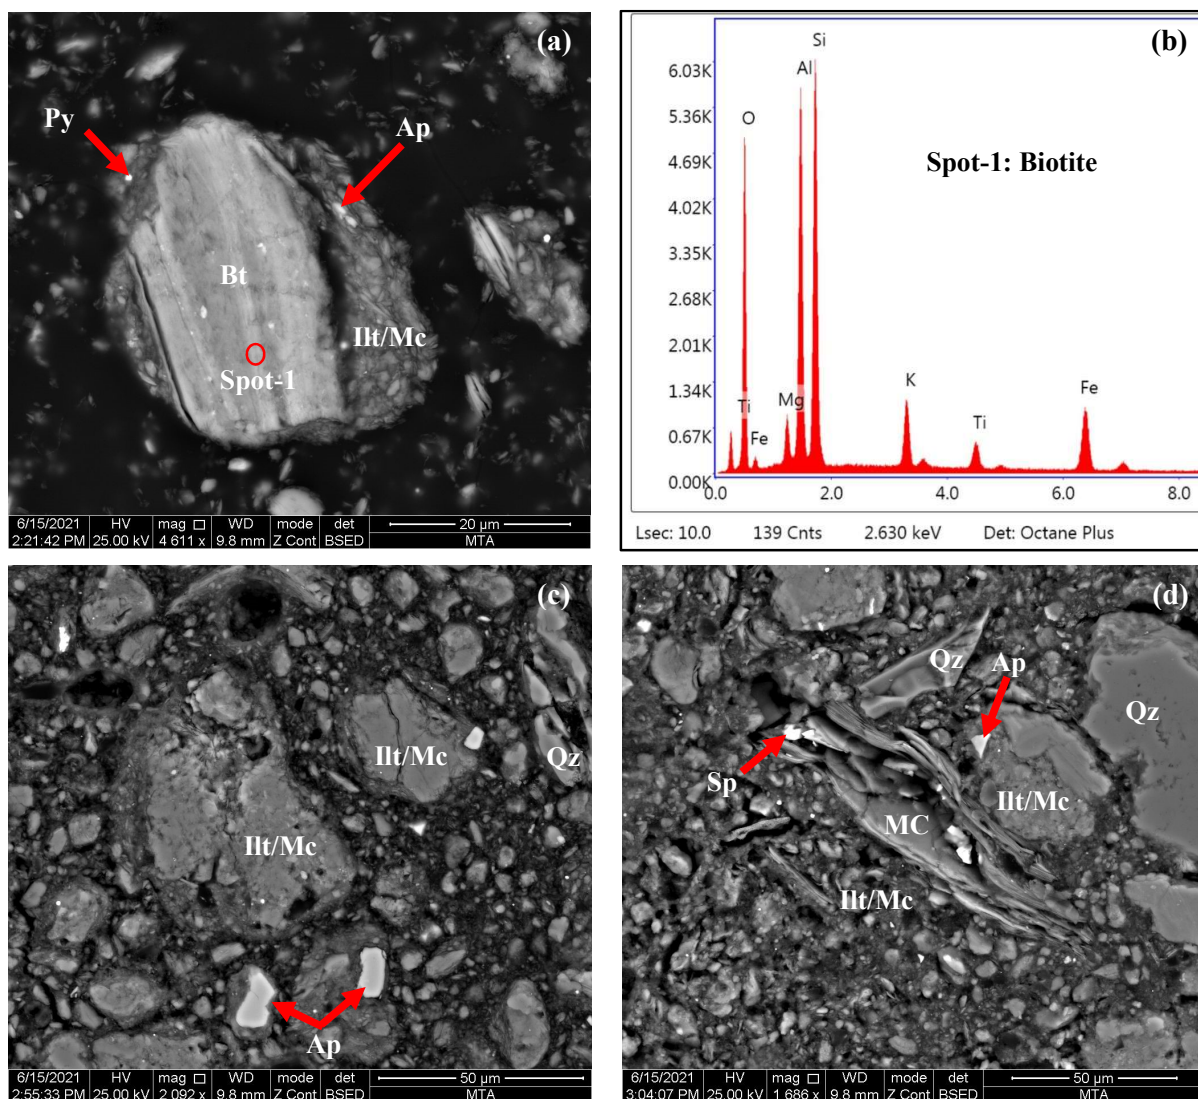 (a)
Py
Ap
Bt
Ilt/Mc
Spot-1
6/15/2021 HV mag □ WD mode det 20 µm
2:21:42 PM 25.00 kV 4 611 x 9.8 mm Z Cont BSED MTA
(b)
Si
6.03K Al
5.36K O
4.69K Spot-1: Biotite
4.02K
3.35K
2.68K
2.01K
1.34K Ti Mg K Ti Fe
0.67K Fe
0.00K
0.0 2.0 4.0 6.0 8.0
Lsec: 10.0 139 Cnts 2.630 keV Det: Octane Plus
(c)
Ilt/Mc
Qz
Ilt/Mc
Ap
6/15/2021 HV mag □ WD mode det 50 µm
2:55:33 PM 25.00 kV 2 092 x 9.8 mm Z Cont BSED MTA
(d)
Qz
Ap
Qz
Sp
Ilt/Mc
MC
Ilt/Mc
6/15/2021 HV mag □ WD mode det 50 µm
3:04:07 PM 25.00 kV 1 686 x 9.8 mm Z Cont BSED MTA